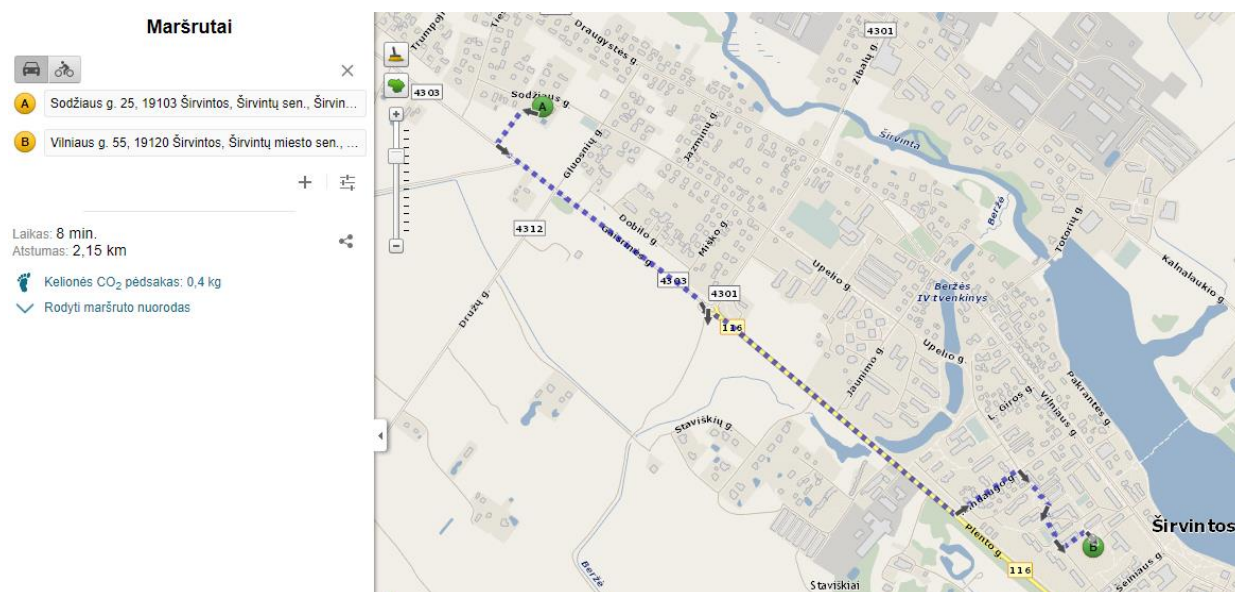 Maršrutai
A
Sodžiaus g. 25, 19103 Širvintos, Širvintų sen., Širvin…
B
Vilniaus g. 55, 19120 Širvintos, Širvintų miesto sen., …
Laikas: 8 min.
Atstumas: 2,15 km
Kelionės CO2 pėdsakas: 0,4 kg
Rodyti maršruto nuorodas
Draugystės g.
4301
Zibalų g.
4303
Sodžiaus g.
A
Gluosnių g.
Jazminų g.
Širvinta
Beržė
Totorių g.
Kalnalaukio g.
4312
Dobilo g.
Gaisrinės g.
Miško g.
Upelio g.
Beržės
IV tvenkinys
4303
4301
Družų g.
116
Upelio g.
Jaunimo g.
Pakrantės g.
L. Giros g.
Vilniaus g.
Staviškių g.
Mindaugo g.
Širvintos
Plento g.
B
Seiniaus g.
116
Beržė
Staviškiai